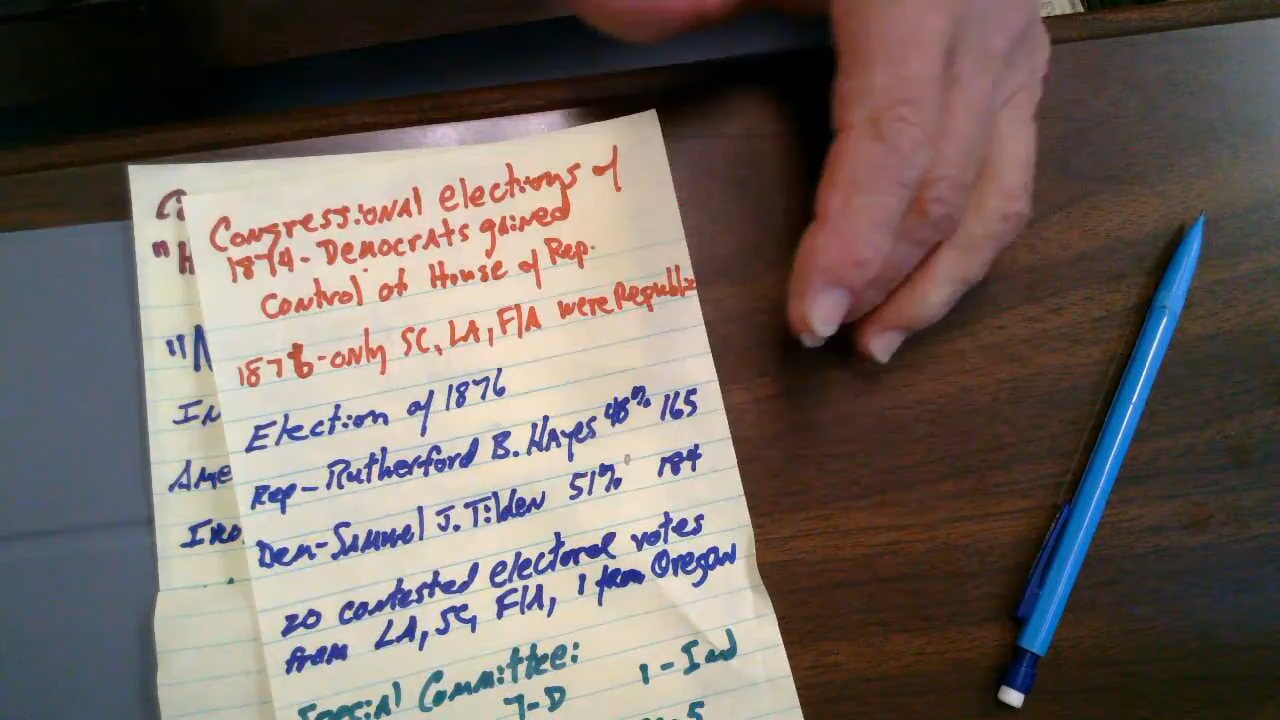 Congressional elections of
1874. Democrats gained
Control of House of Rep.
1876-only SC, LA, FlA were Republic
Election of 1876
Rep-Rutherford B. Hayes 48% 165
Dem-Samuel J. Tilden 51% 184
20 contested electoral votes
from LA, SC, FlA, 1 from Oregon
Special Committee:
7-D 1-Ind
"H
"N
In
Ame